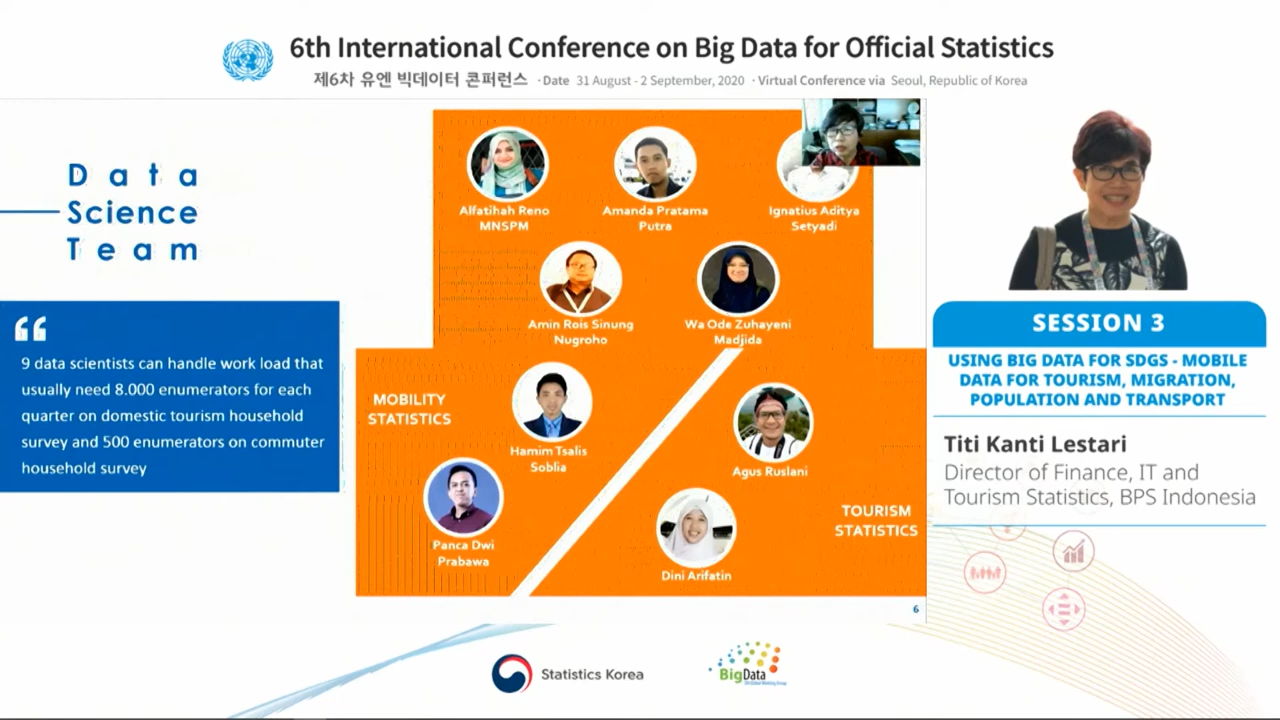 6th International Conference on Big Data for Official Statistics
제6차 유엔 빅데이터 콘퍼런스 · Date 31 August - 2 September, 2020 · Virtual Conference via Seoul, Republic of Korea
Data
Science
Team
9 data scientists can handle work load that
usually need 8.000 enumerators for each
quarter on domestic tourism household
survey and 500 enumerators on commuter
household survey
Alfatihah Reno
MNSPM
Amanda Pratama
Putra
Ignatius Aditya
Setyadi
Amin Rois Sinung
Nugroho
Wa Ode Zuhayeni
Madjida
MOBILITY
STATISTICS
Hamim Tsalis
Soblia
Agus Ruslani
Panca Dwi
Prabawa
Dini Arifatin
TOURISM
STATISTICS
6
SESSION 3
USING BIG DATA FOR SDGS - MOBILE
DATA FOR TOURISM, MIGRATION,
POPULATION AND TRANSPORT
Titi Kanti Lestari
Director of Finance, IT and
Tourism Statistics, BPS Indonesia
Statistics Korea
BigData